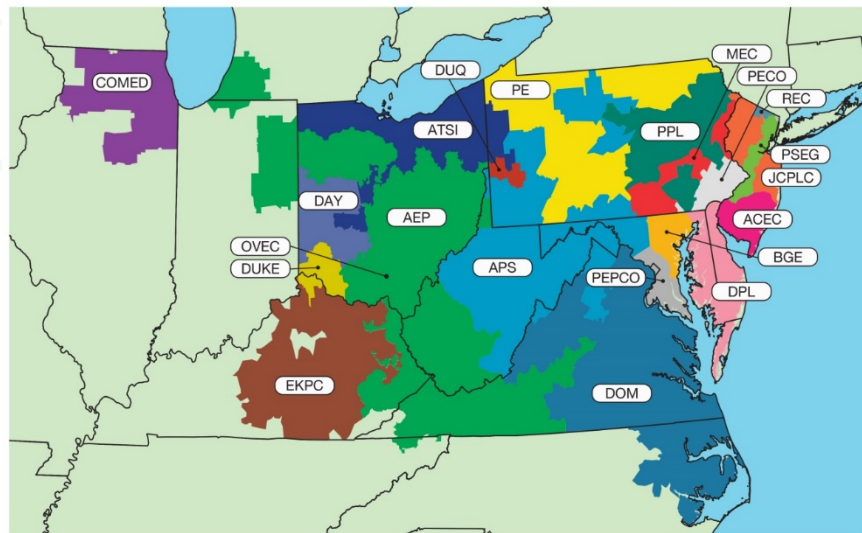 MEC
PECO
REC
COMED
DUQ
PE
ATSI
PPL
PSEG
JCPLC
DAY
AEP
ACEC
OVEC
DUKE
APS
PEPCO
BGE
DPL
EKPC
DOM